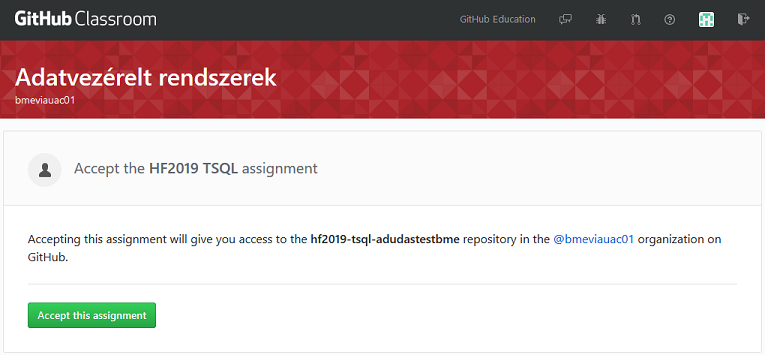 GitHub Classroom
GitHub Education
Adatvezérelt rendszerek
bmeviauac01
Accept the HF2019 TSQL assignment
Accepting this assignment will give you access to the hf2019-tsql-adudastestbme repository in the @bmeviauac01 organization on
GitHub.
Accept this assignment